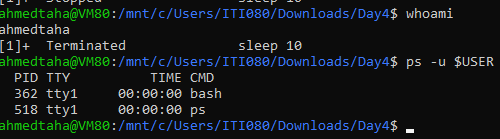 [1]+  Stopped                 sleep 10
ahmedtaha@VM80:/mnt/c/Users/ITI080/Downloads/Day4$ whoami
ahmedtaha
[1]+  Terminated              sleep 10
ahmedtaha@VM80:/mnt/c/Users/ITI080/Downloads/Day4$ ps -u $USER
  PID TTY          TIME CMD
  362 tty1     00:00:00 bash
  518 tty1     00:00:00 ps
ahmedtaha@VM80:/mnt/c/Users/ITI080/Downloads/Day4$